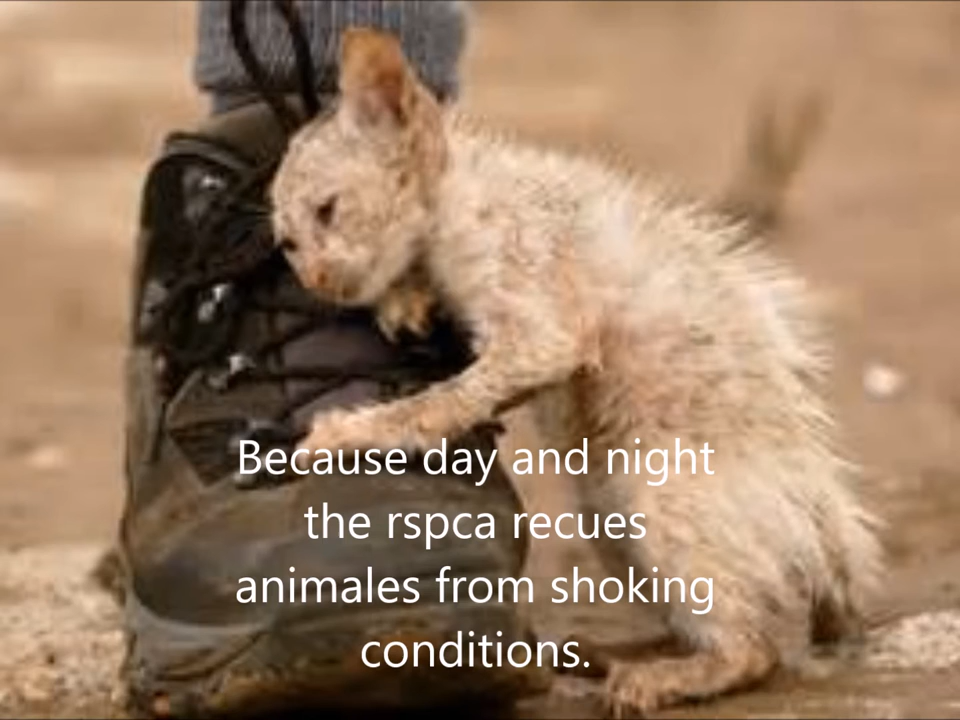 Because day and night
the rspca recues
animales from shoking
conditions.